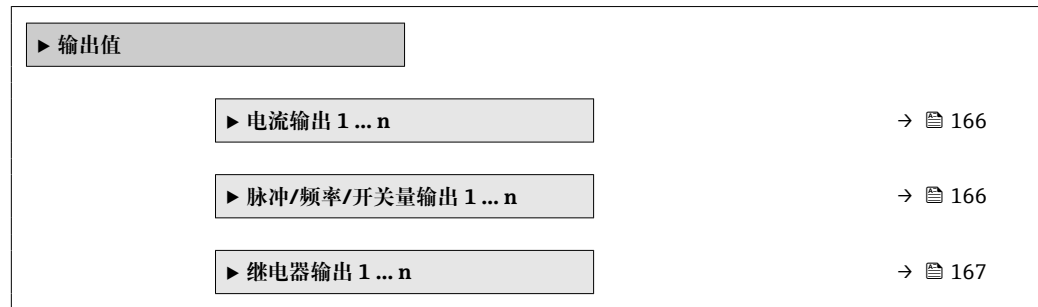 ▶ 输出值
▶ 电流输出 1 … n → 🖹 166
▶ 脉冲/频率/开关量输出 1 … n → 🖹 166
▶ 继电器输出 1 … n → 🖹 167